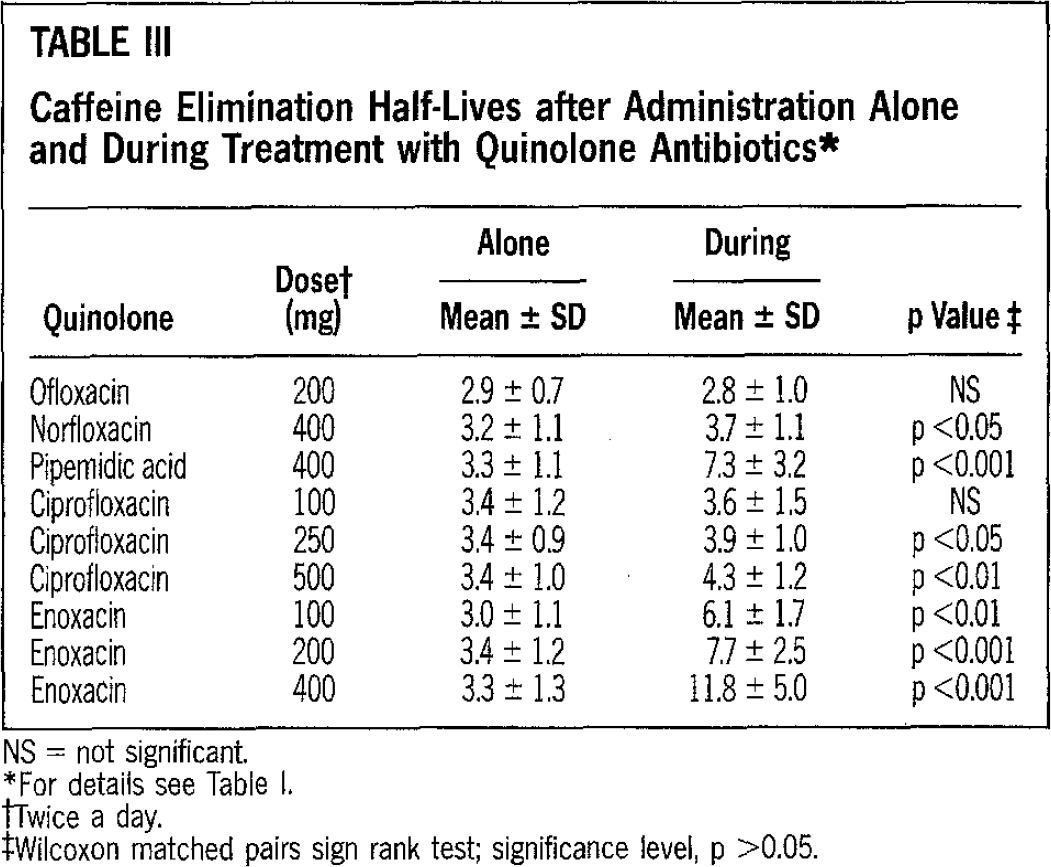 TABLE III
Caffeine Elimination Half-Lives after Administration Alone
and During Treatment with Quinolone Antibiotics*
Alone During
Quinolone Dose† (mg) Mean ± SD Mean ± SD p Value ‡
Ofloxacin 200 2.9 ± 0.7 2.8 ± 1.0 NS
Norfloxacin 400 3.2 ± 1.1 3.7 ± 1.1 p <0.05
Pipemidic acid 400 3.3 ± 1.1 7.3 ± 3.2 p <0.001
Ciprofloxacin 100 3.4 ± 1.2 3.6 ± 1.5 NS
Ciprofloxacin 250 3.4 ± 0.9 3.9 ± 1.0 p <0.05
Ciprofloxacin 500 3.4 ± 1.0 4.3 ± 1.2 p <0.01
Enoxacin 100 3.0 ± 1.1 6.1 ± 1.7 p <0.01
Enoxacin 200 3.4 ± 1.2 7.7 ± 2.5 p <0.001
Enoxacin 400 3.3 ± 1.3 11.8 ± 5.0 p <0.001
NS = not significant.
*For details see Table I.
†Twice a day.
‡Wilcoxon matched pairs sign rank test; significance level, p >0.05.